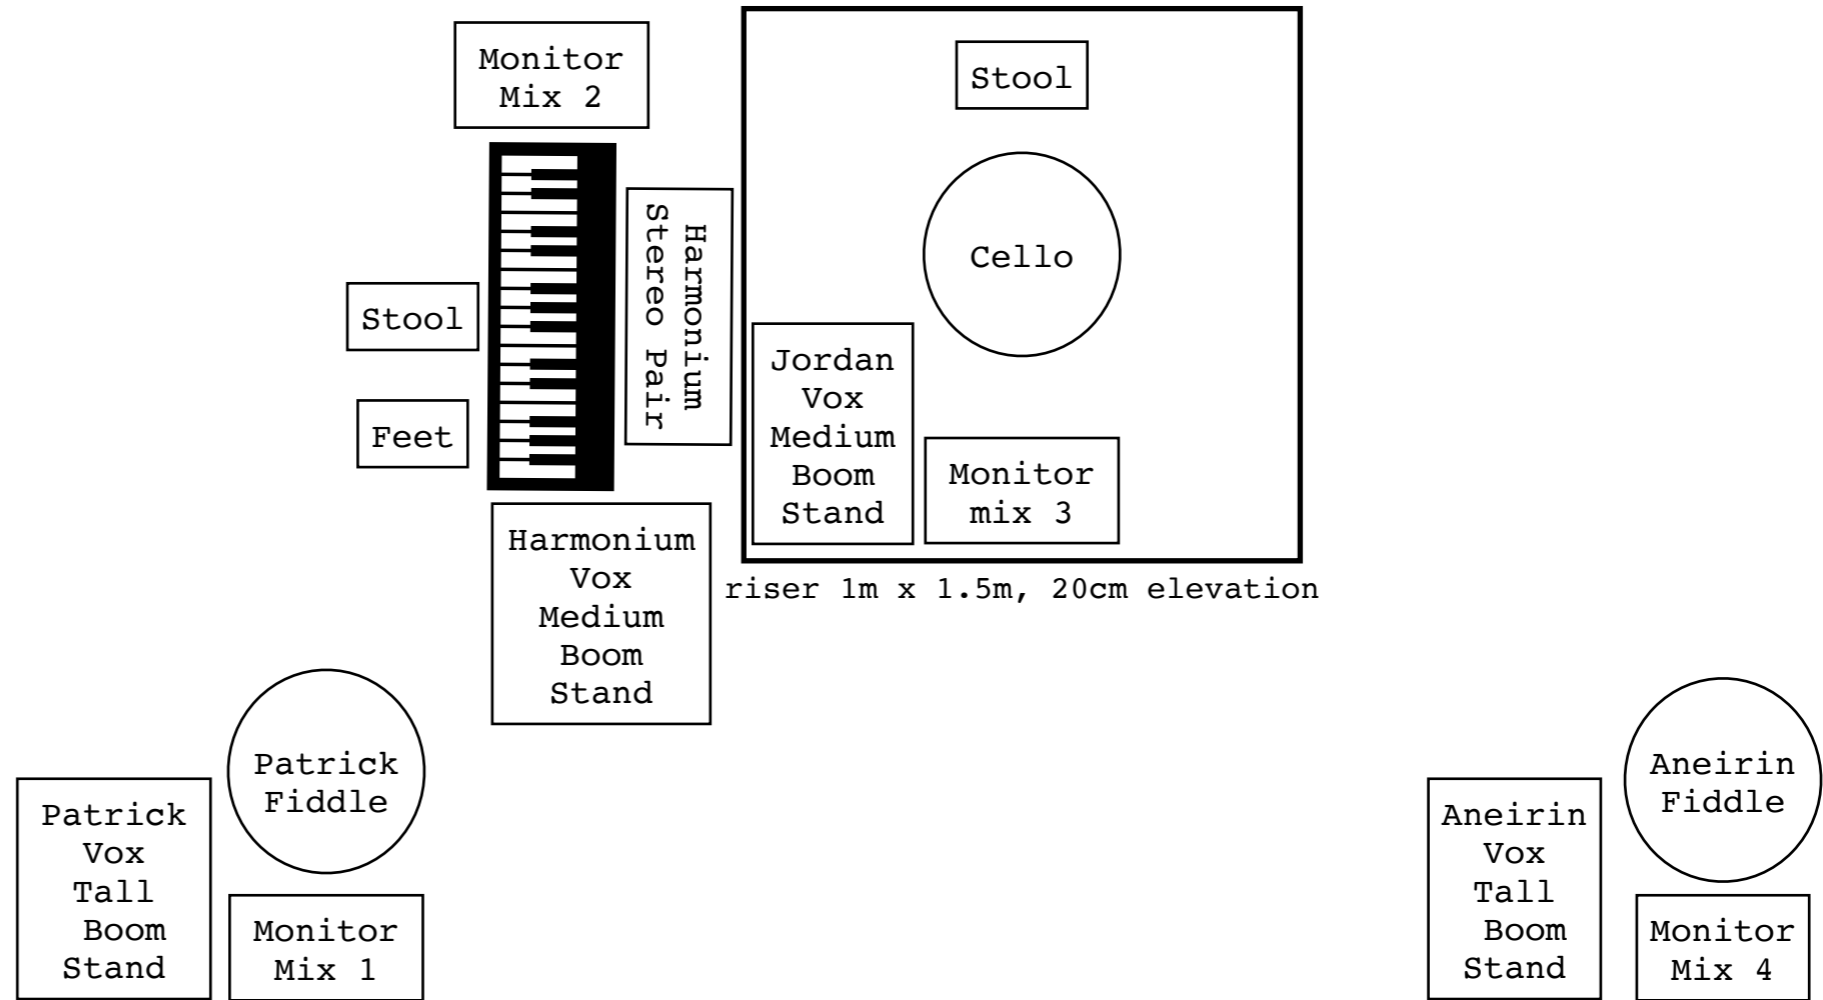 Monitor
Mix 2
Stool
Harmonium
Stereo Pair
Cello
Stool
Feet
Jordan
Vox
Medium
Boom
Stand
Monitor
mix 3
Harmonium
Vox
Medium
Boom
Stand
riser 1m x 1.5m, 20cm elevation
Patrick
Fiddle
Patrick
Vox
Tall
Boom
Stand
Monitor
Mix 1
Aneirin
Fiddle
Aneirin
Vox
Tall
Boom
Stand
Monitor
Mix 4